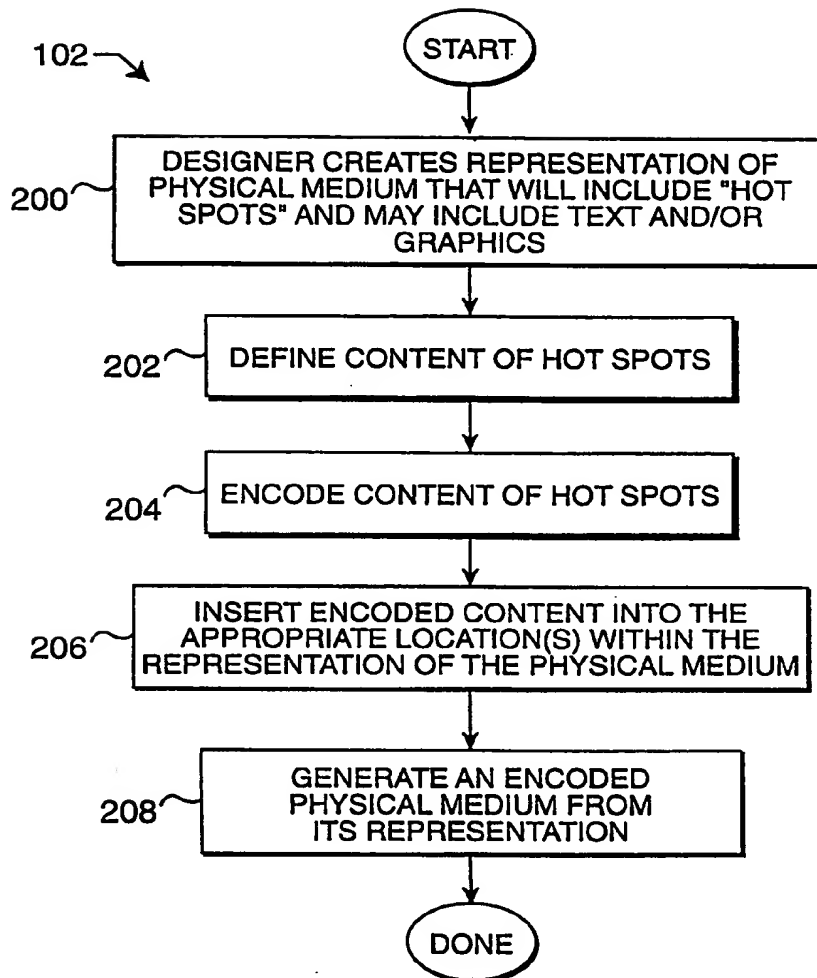 START
102
DESIGNER CREATES REPRESENTATION OF
PHYSICAL MEDIUM THAT WILL INCLUDE "HOT
SPOTS" AND MAY INCLUDE TEXT AND/OR
GRAPHICS
200
DEFINE CONTENT OF HOT SPOTS
202
ENCODE CONTENT OF HOT SPOTS
204
INSERT ENCODED CONTENT INTO THE
APPROPRIATE LOCATION(S) WITHIN THE
REPRESENTATION OF THE PHYSICAL MEDIUM
206
GENERATE AN ENCODED
PHYSICAL MEDIUM FROM
ITS REPRESENTATION
208
DONE